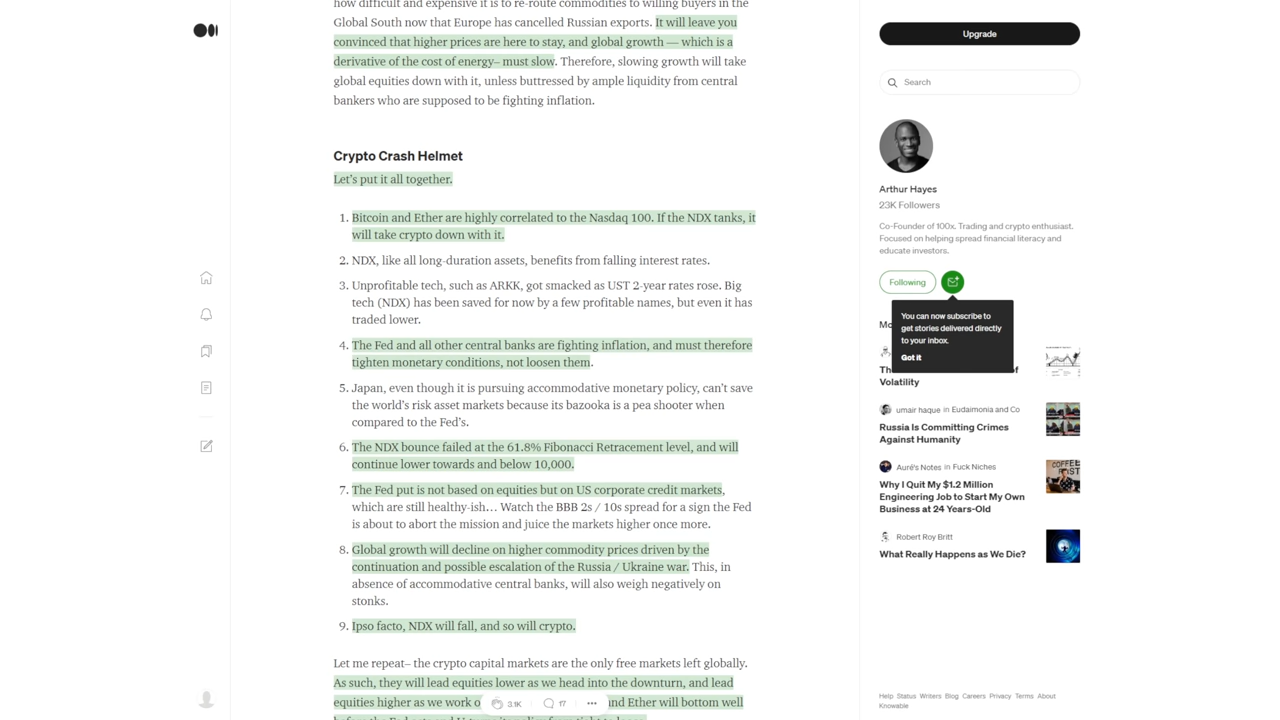 how difficult and expensive it is to re-route commodities to willing buyers in the
Global South now that Europe has cancelled Russian exports. It will leave you
convinced that higher prices are here to stay, and global growth — which is a
derivative of the cost of energy– must slow. Therefore, slowing growth will take
global equities down with it, unless buttressed by ample liquidity from central
bankers who are supposed to be fighting inflation.
Crypto Crash Helmet
Let's put it all together.
1. Bitcoin and Ether are highly correlated to the Nasdaq 100. If the NDX tanks, it
will take crypto down with it.
2. NDX, like all long-duration assets, benefits from falling interest rates.
3. Unprofitable tech, such as ARKK, got smacked as UST 2-year rates rose. Big
tech (NDX) has been saved for now by a few profitable names, but even it has
traded lower.
4. The Fed and all other central banks are fighting inflation, and must therefore
tighten monetary conditions, not loosen them.
5. Japan, even though it is pursuing accommodative monetary policy, can't save
the world's risk asset markets because its bazooka is a pea shooter when
compared to the Fed's.
6. The NDX bounce failed at the 61.8% Fibonacci Retracement level, and will
continue lower towards and below 10,000.
7. The Fed put is not based on equities but on US corporate credit markets,
which are still healthy-ish… Watch the BBB 2s / 10s spread for a sign the Fed
is about to abort the mission and juice the markets higher once more.
8. Global growth will decline on higher commodity prices driven by the
continuation and possible escalation of the Russia / Ukraine war. This, in
absence of accommodative central banks, will also weigh negatively on
stonks.
9. Ipso facto, NDX will fall, and so will crypto.
Let me repeat– the crypto capital markets are the only free markets left globally.
As such, they will lead equities lower as we head into the downturn, and lead
equities higher as we work o
3.1K 17
nd Ether will bottom well
Upgrade
Search
Arthur Hayes
23K Followers
Co-Founder of 100x. Trading and crypto enthusiast.
Focused on helping spread financial literacy and
educate investors.
Following
You can now subscribe to
get stories delivered directly
to your inbox.
Got it
Mo
Th f
Volatility
umair haque in Eudaimonia and Co
Russia Is Committing Crimes
Against Humanity
Auré's Notes in Fuck Niches
Why I Quit My $1.2 Million
Engineering Job to Start My Own
Business at 24 Years-Old
Robert Roy Britt
What Really Happens as We Die?
Help Status Writers Blog Careers Privacy Terms About
Knowable